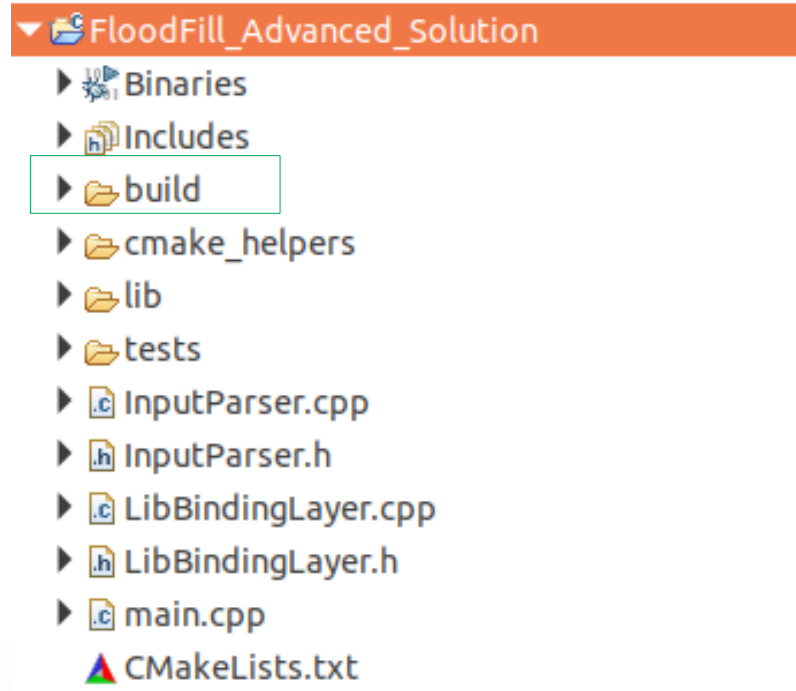 FloodFill_Advanced_Solution
Binaries
Includes
build
cmake_helpers
lib
tests
InputParser.cpp
InputParser.h
LibBindingLayer.cpp
LibBindingLayer.h
main.cpp
CMakeLists.txt